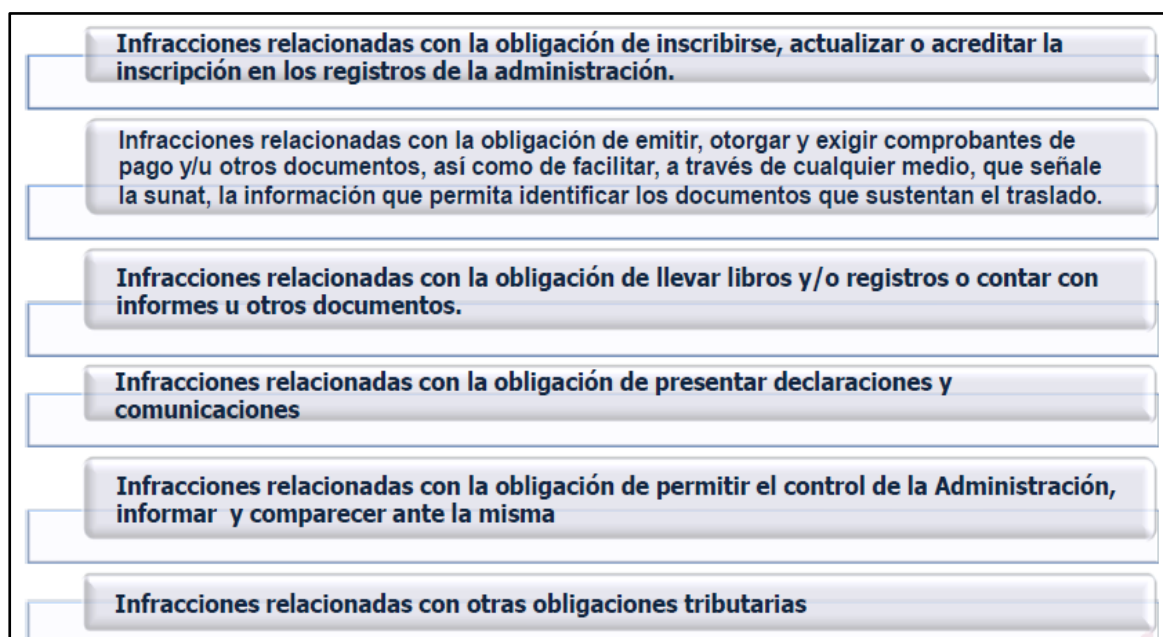 Infracciones relacionadas con la obligación de inscribirse, actualizar o acreditar la
inscripción en los registros de la administración.
Infracciones relacionadas con la obligación de emitir, otorgar y exigir comprobantes de
pago y/u otros documentos, así como de facilitar, a través de cualquier medio, que señale
la sunat, la información que permita identificar los documentos que sustentan el traslado.
Infracciones relacionadas con la obligación de llevar libros y/o registros o contar con
informes u otros documentos.
Infracciones relacionadas con la obligación de presentar declaraciones y
comunicaciones
Infracciones relacionadas con la obligación de permitir el control de la Administración,
informar y comparecer ante la misma
Infracciones relacionadas con otras obligaciones tributarias